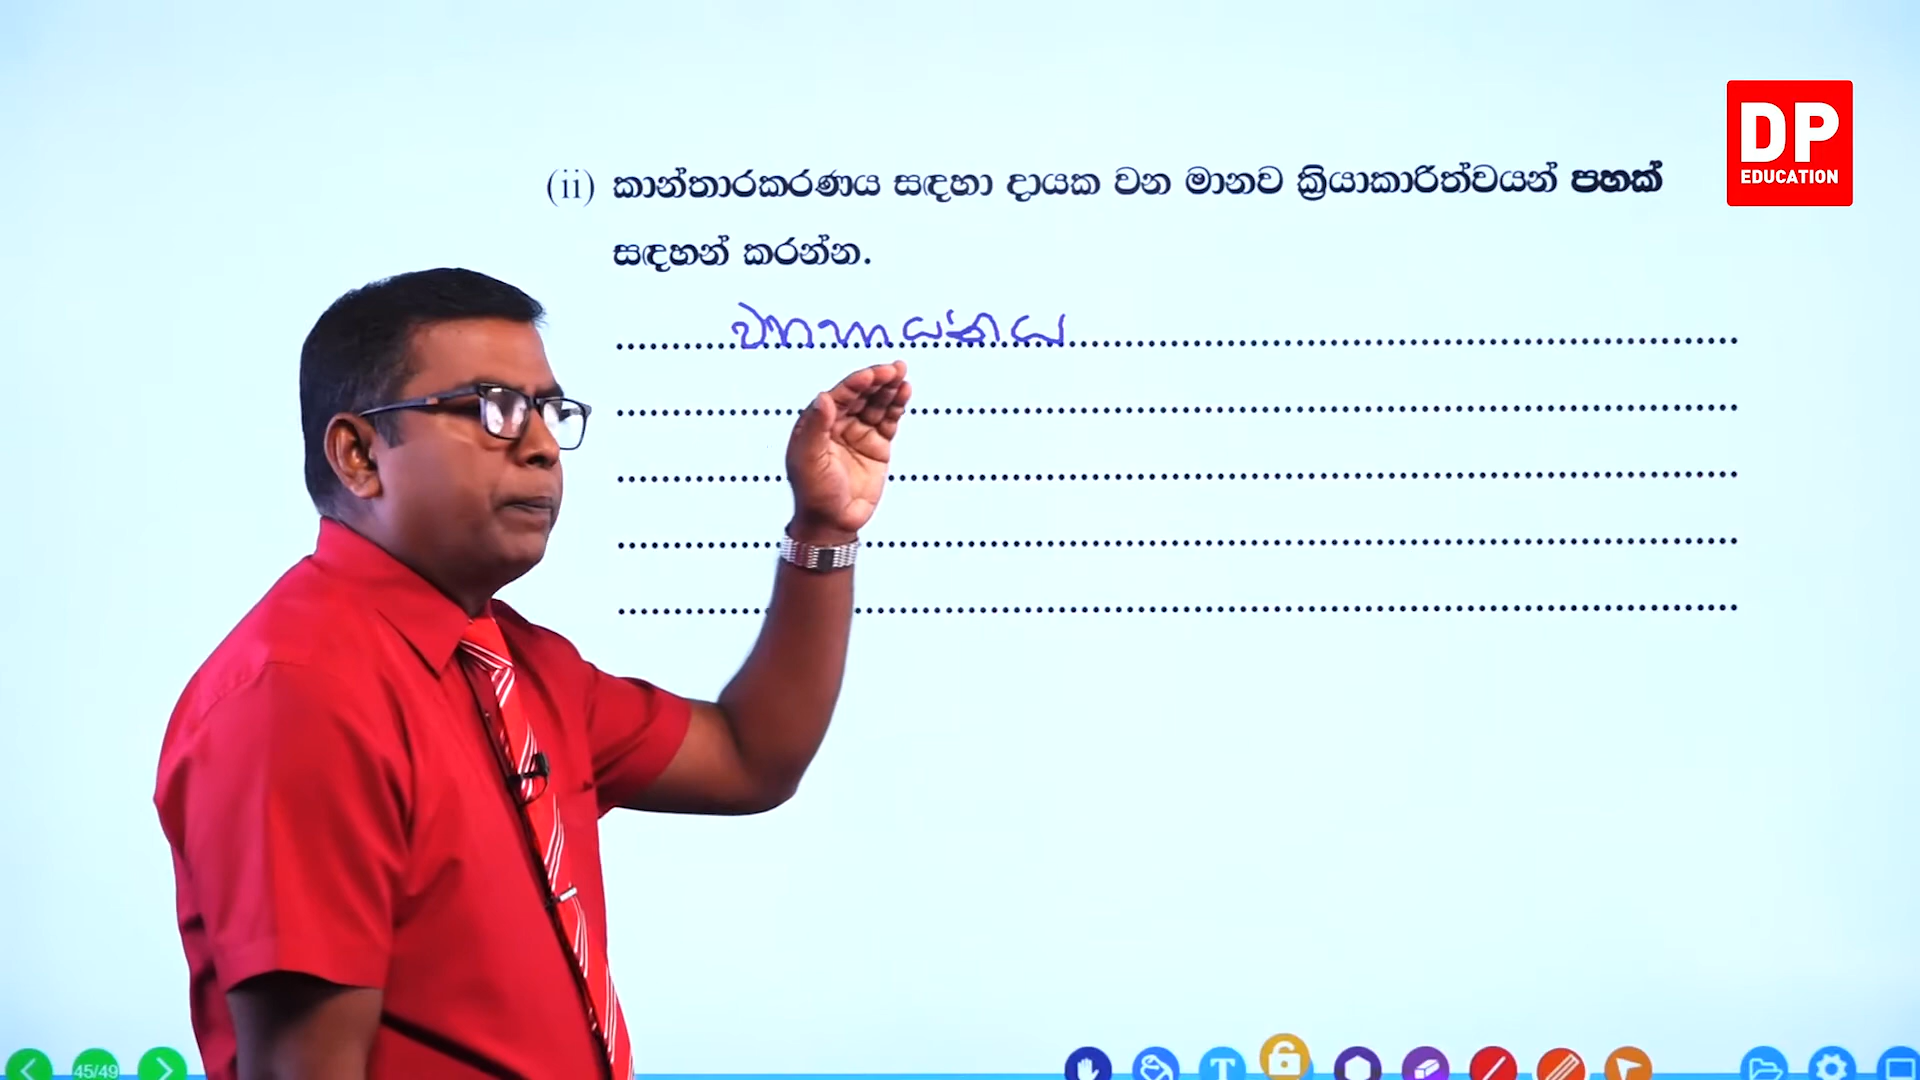 DP
EDUCATION
(ii) කාන්තාරකරණය සඳහා දායක වන මානව ක්‍රියාකාරිත්වයන් පහක්
සඳහන් කරන්න.
45/49
T